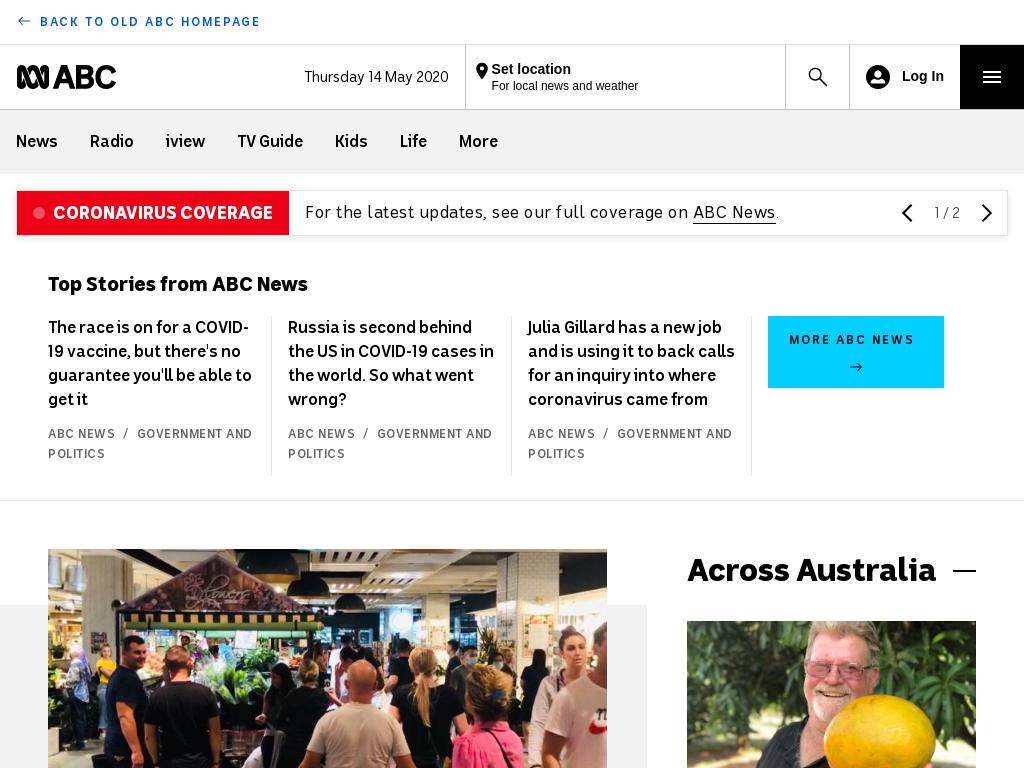 BACK TO OLD ABC HOMEPAGE
ABC
Thursday 14 May 2020
Set location
For local news and weather
Log In
News
Radio
iview
TV Guide
Kids
Life
More
CORONAVIRUS COVERAGE
For the latest updates, see our full coverage on ABC News.
1 / 2
Top Stories from ABC News
The race is on for a COVID-
19 vaccine, but there's no
guarantee you'll be able to
get it
ABC NEWS / GOVERNMENT AND
POLITICS
Russia is second behind
the US in COVID-19 cases in
the world. So what went
wrong?
ABC NEWS / GOVERNMENT AND
POLITICS
Julia Gillard has a new job
and is using it to back calls
for an inquiry into where
coronavirus came from
ABC NEWS / GOVERNMENT AND
POLITICS
MORE ABC NEWS
Across Australia